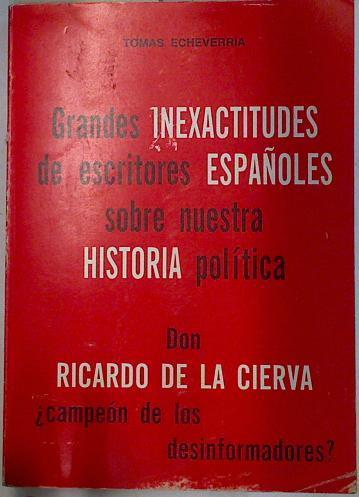 TOMAS ECHEVERRIA
Grandes INEXACTITUDES
de escritores ESPAÑOLES
sobre nuestra
HISTORIA política
Don
RICARDO DE LA CIERVA
¿campeón de los
desinformadores?